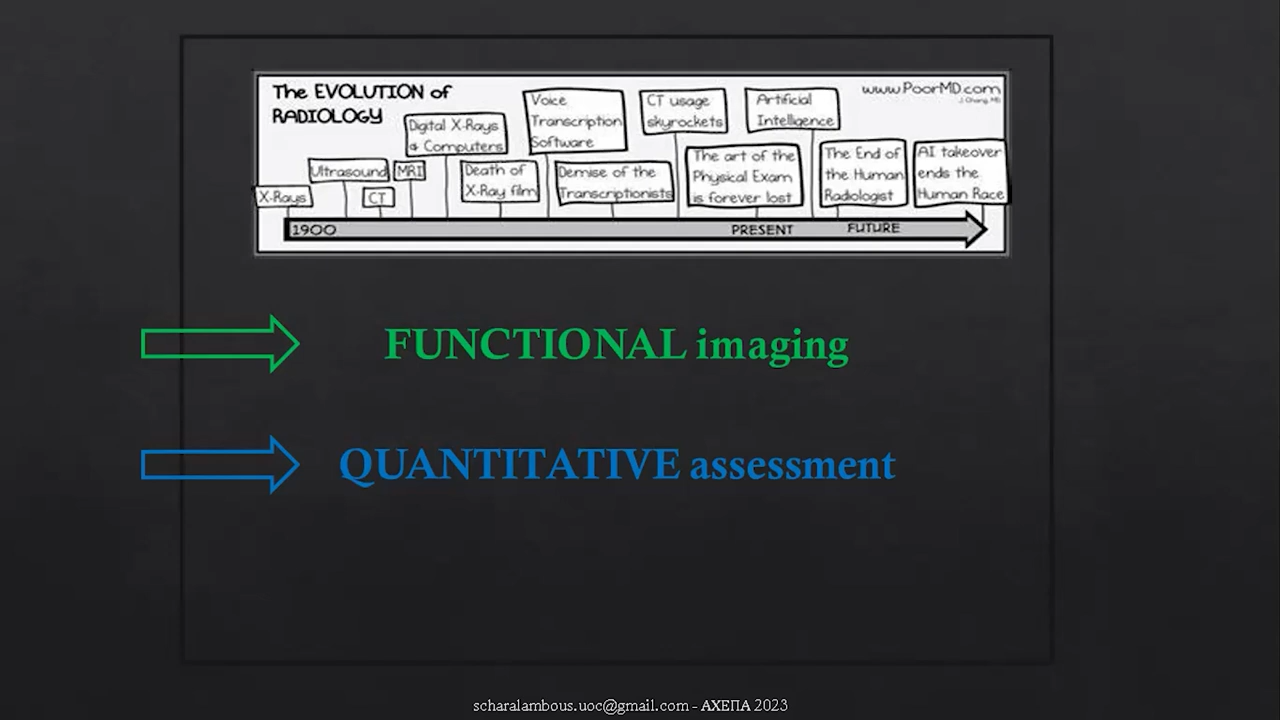 The EVOLUTION of
RADIOLOGY
www.PoorMD.com
X-Rays
Ultrasound
CT
MRI
Digital X-Rays
& Computers
Death of
X-Ray film
Voice
Transcription
Software
Demise of the
Transcriptionists
CT usage
skyrockets
The art of the
Physical Exam
is forever lost
Artificial
Intelligence
The End of
the Human
Radiologist
AI takeover
ends the
Human Race
1900
PRESENT
FUTURE
FUNCTIONAL imaging
QUANTITATIVE assessment
scharalambous.uoc@gmail.com - ΑΧΕΠΑ 2023